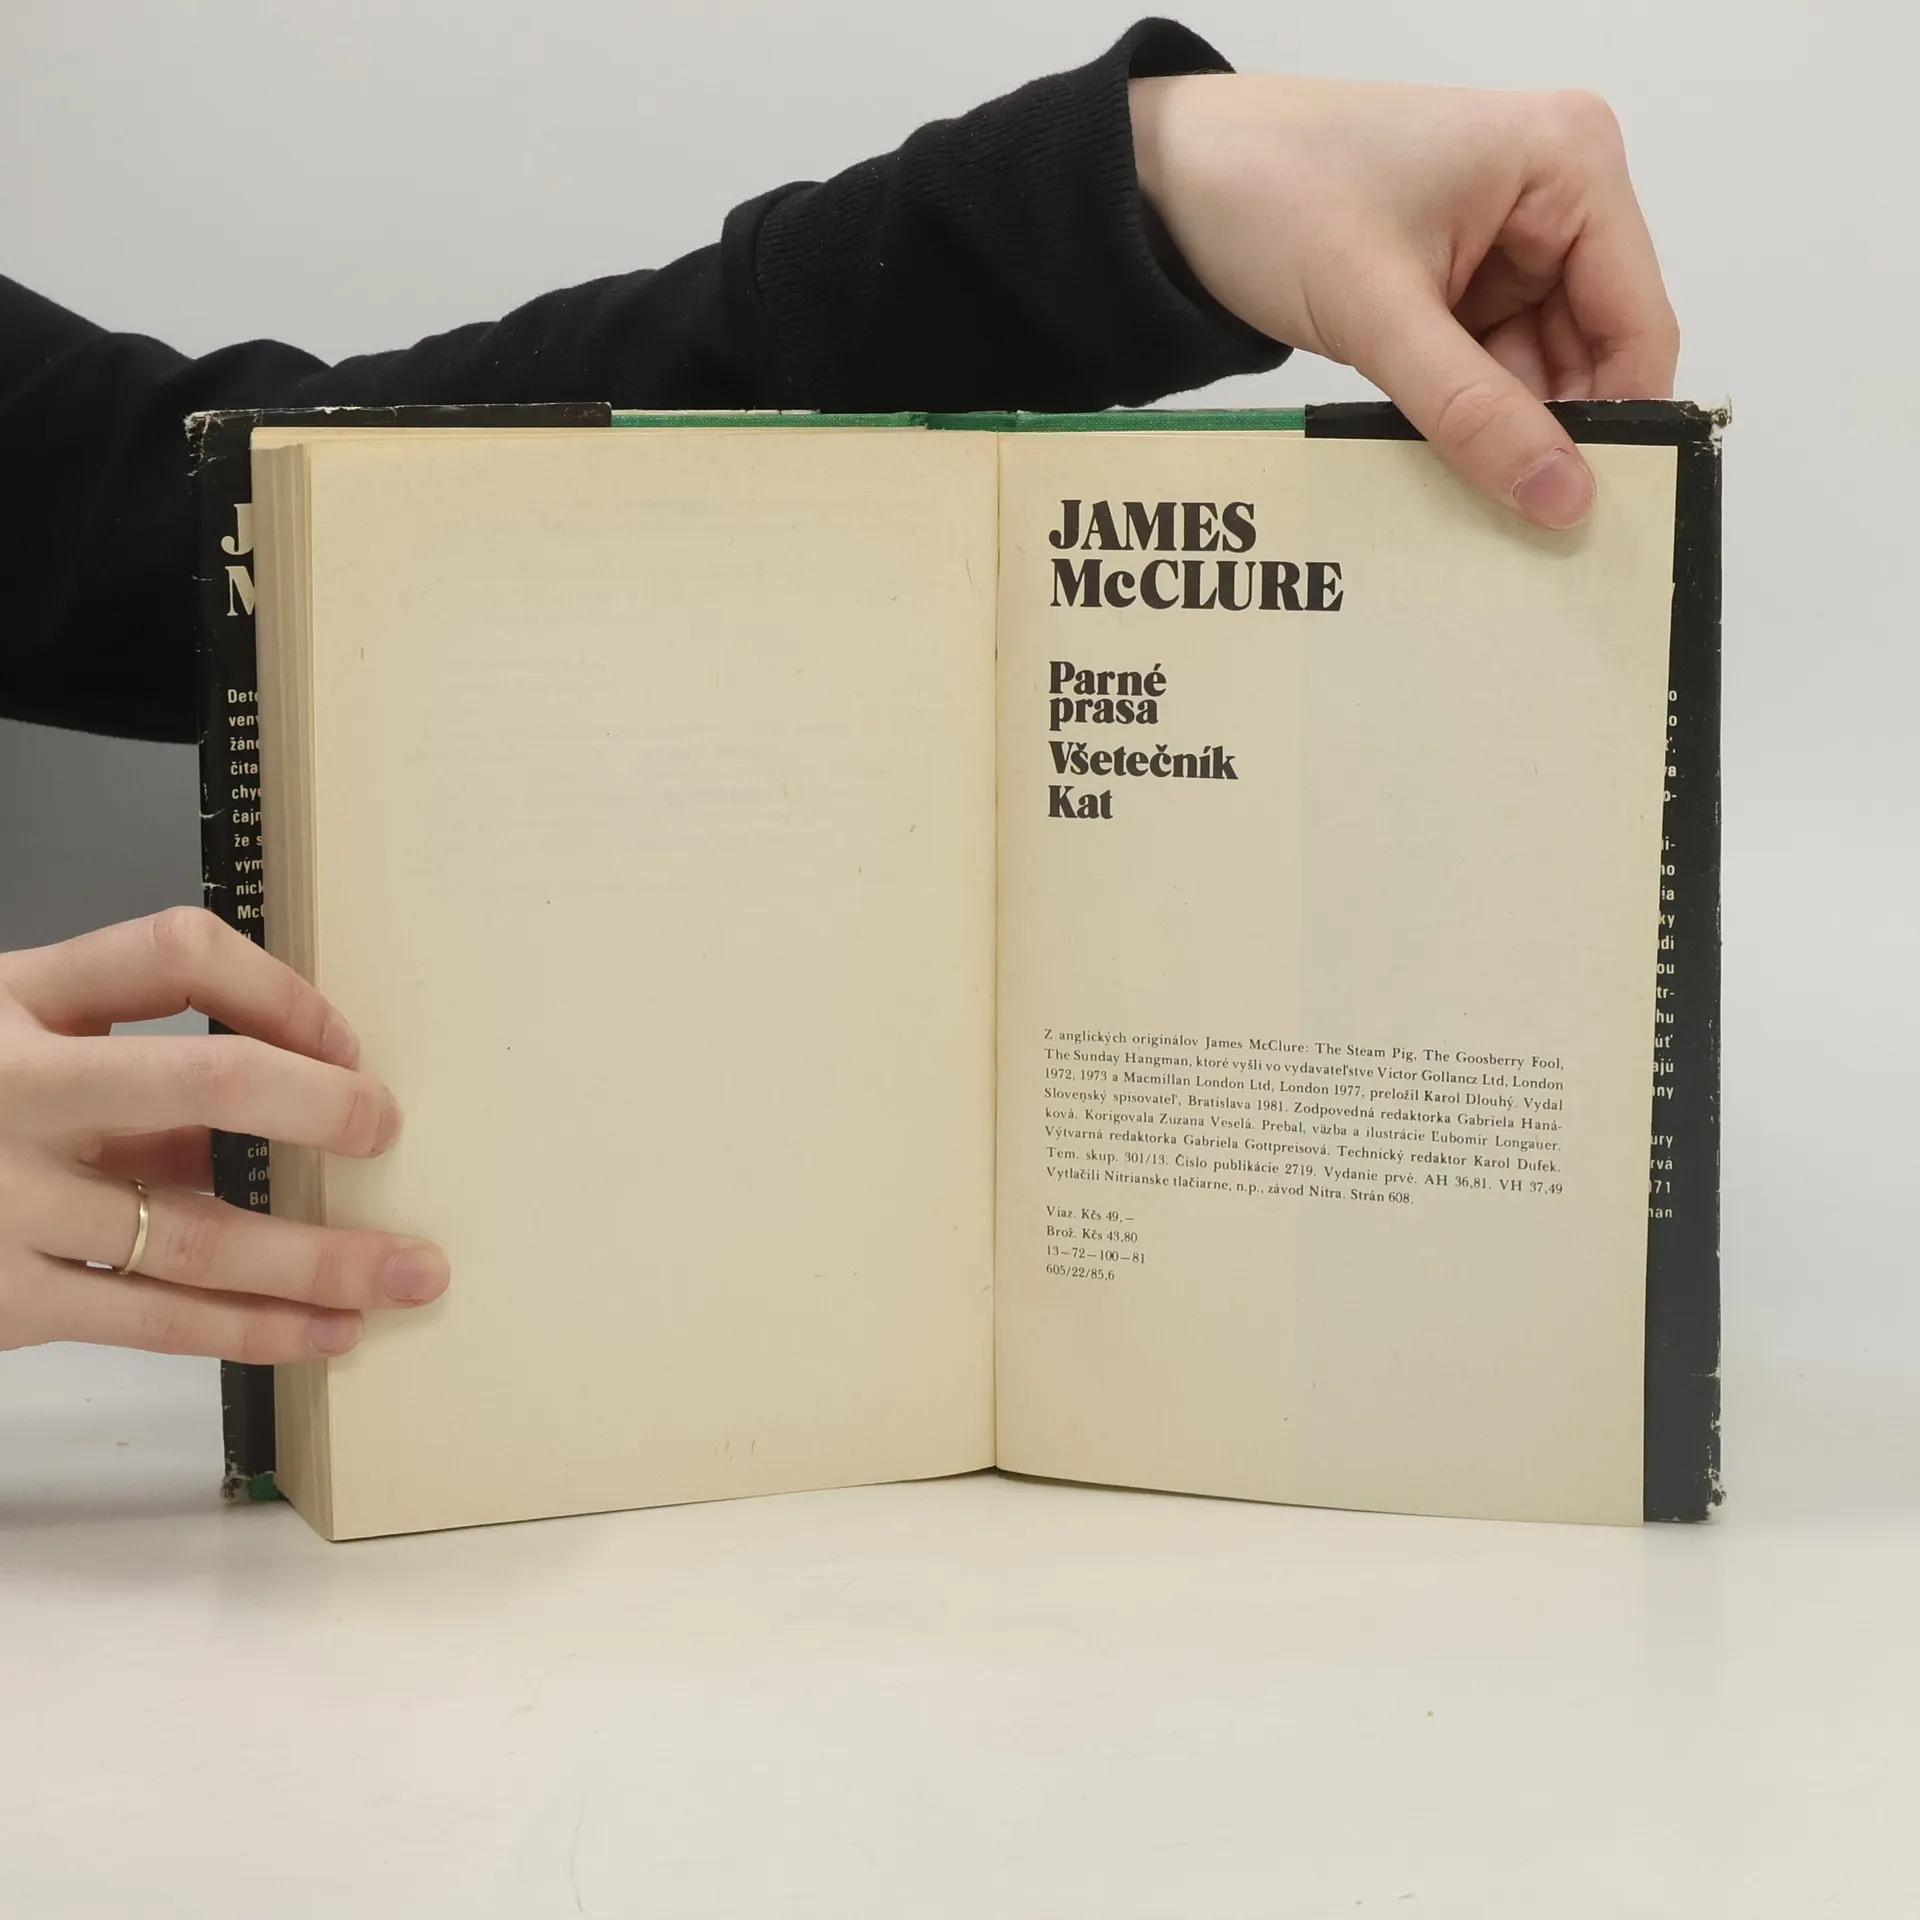 JAMES
McCLURE
Parné
prasa
Všetečník
Kat
Z anglických originálov James McClure: The Steam Pig, The Goosberry Fool,
The Sunday Hangman, ktoré vyšli vo vydavateľstve Victor Gollancz Ltd, London
1972, 1973 a Macmillan London Ltd, London 1977, preložil Karol Dlouhý. Vydal
Slovenský spisovateľ, Bratislava 1981. Zodpovedná redaktorka Gabriela Haná-
ková. Korigovala Zuzana Veselá. Prebal, väzba a ilustrácie Ľubomír Longauer.
Výtvarná redaktorka Gabriela Gottpreisová. Technický redaktor Karol Dufek.
Tem. skup. 301/13. Číslo publikácie 2719. Vydanie prvé. AH 36,81. VH 37,49
Vytlačili Nitrianske tlačiarne, n.p., závod Nitra. Strán 608.
Viaz. Kčs 49,—
Brož. Kčs 43,80
13—72—100—81
605/22/85,6